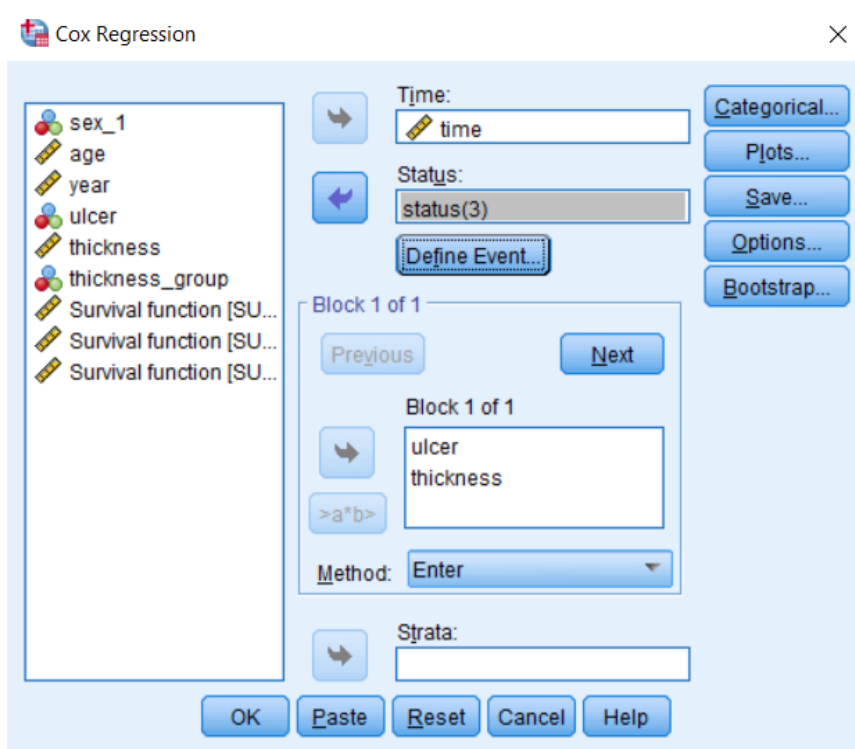 Cox Regression
sex_1
age
year
ulcer
thickness
thickness_group
Survival function [SU...
Survival function [SU...
Survival function [SU...
Time:
time
Status:
status(3)
Define Event...
Block 1 of 1
Previous
Next
Block 1 of 1
ulcer
thickness
>a*b>
Method:
Enter
Strata:
Categorical...
Plots...
Save...
Options...
Bootstrap...
OK
Paste
Reset
Cancel
Help